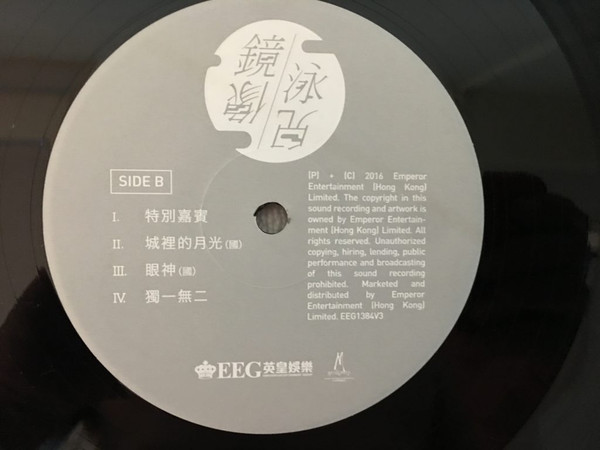 鏡 泳
像 兒
SIDE B
I. 特別嘉賓
II. 城裡的月光(國)
III. 眼神(國)
IV. 獨一無二
(P) + (C) 2016 Emperor
Entertainment (Hong Kong)
Limited. The copyright in this
sound recording and artwork is
owned by Emperor Entertain-
ment (Hong Kong) Limited. All
rights reserved. Unauthorized
copying, hiring, lending, public
performance and broadcasting
of this sound recording
prohibited. Marketed and
distributed by Emperor
Entertainment (Hong Kong)
Limited. EEG1384V3
EEG英皇娛樂